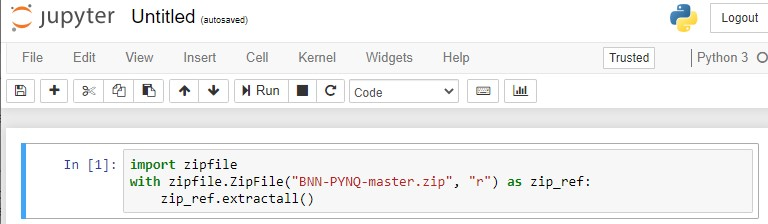 jupyter Untitled (autosaved) Logout
File Edit View Insert Cell Kernel Widgets Help Trusted Python 3
Run Code
In [1]: import zipfile
with zipfile.ZipFile("BNN-PYNQ-master.zip", "r") as zip_ref:
    zip_ref.extractall()